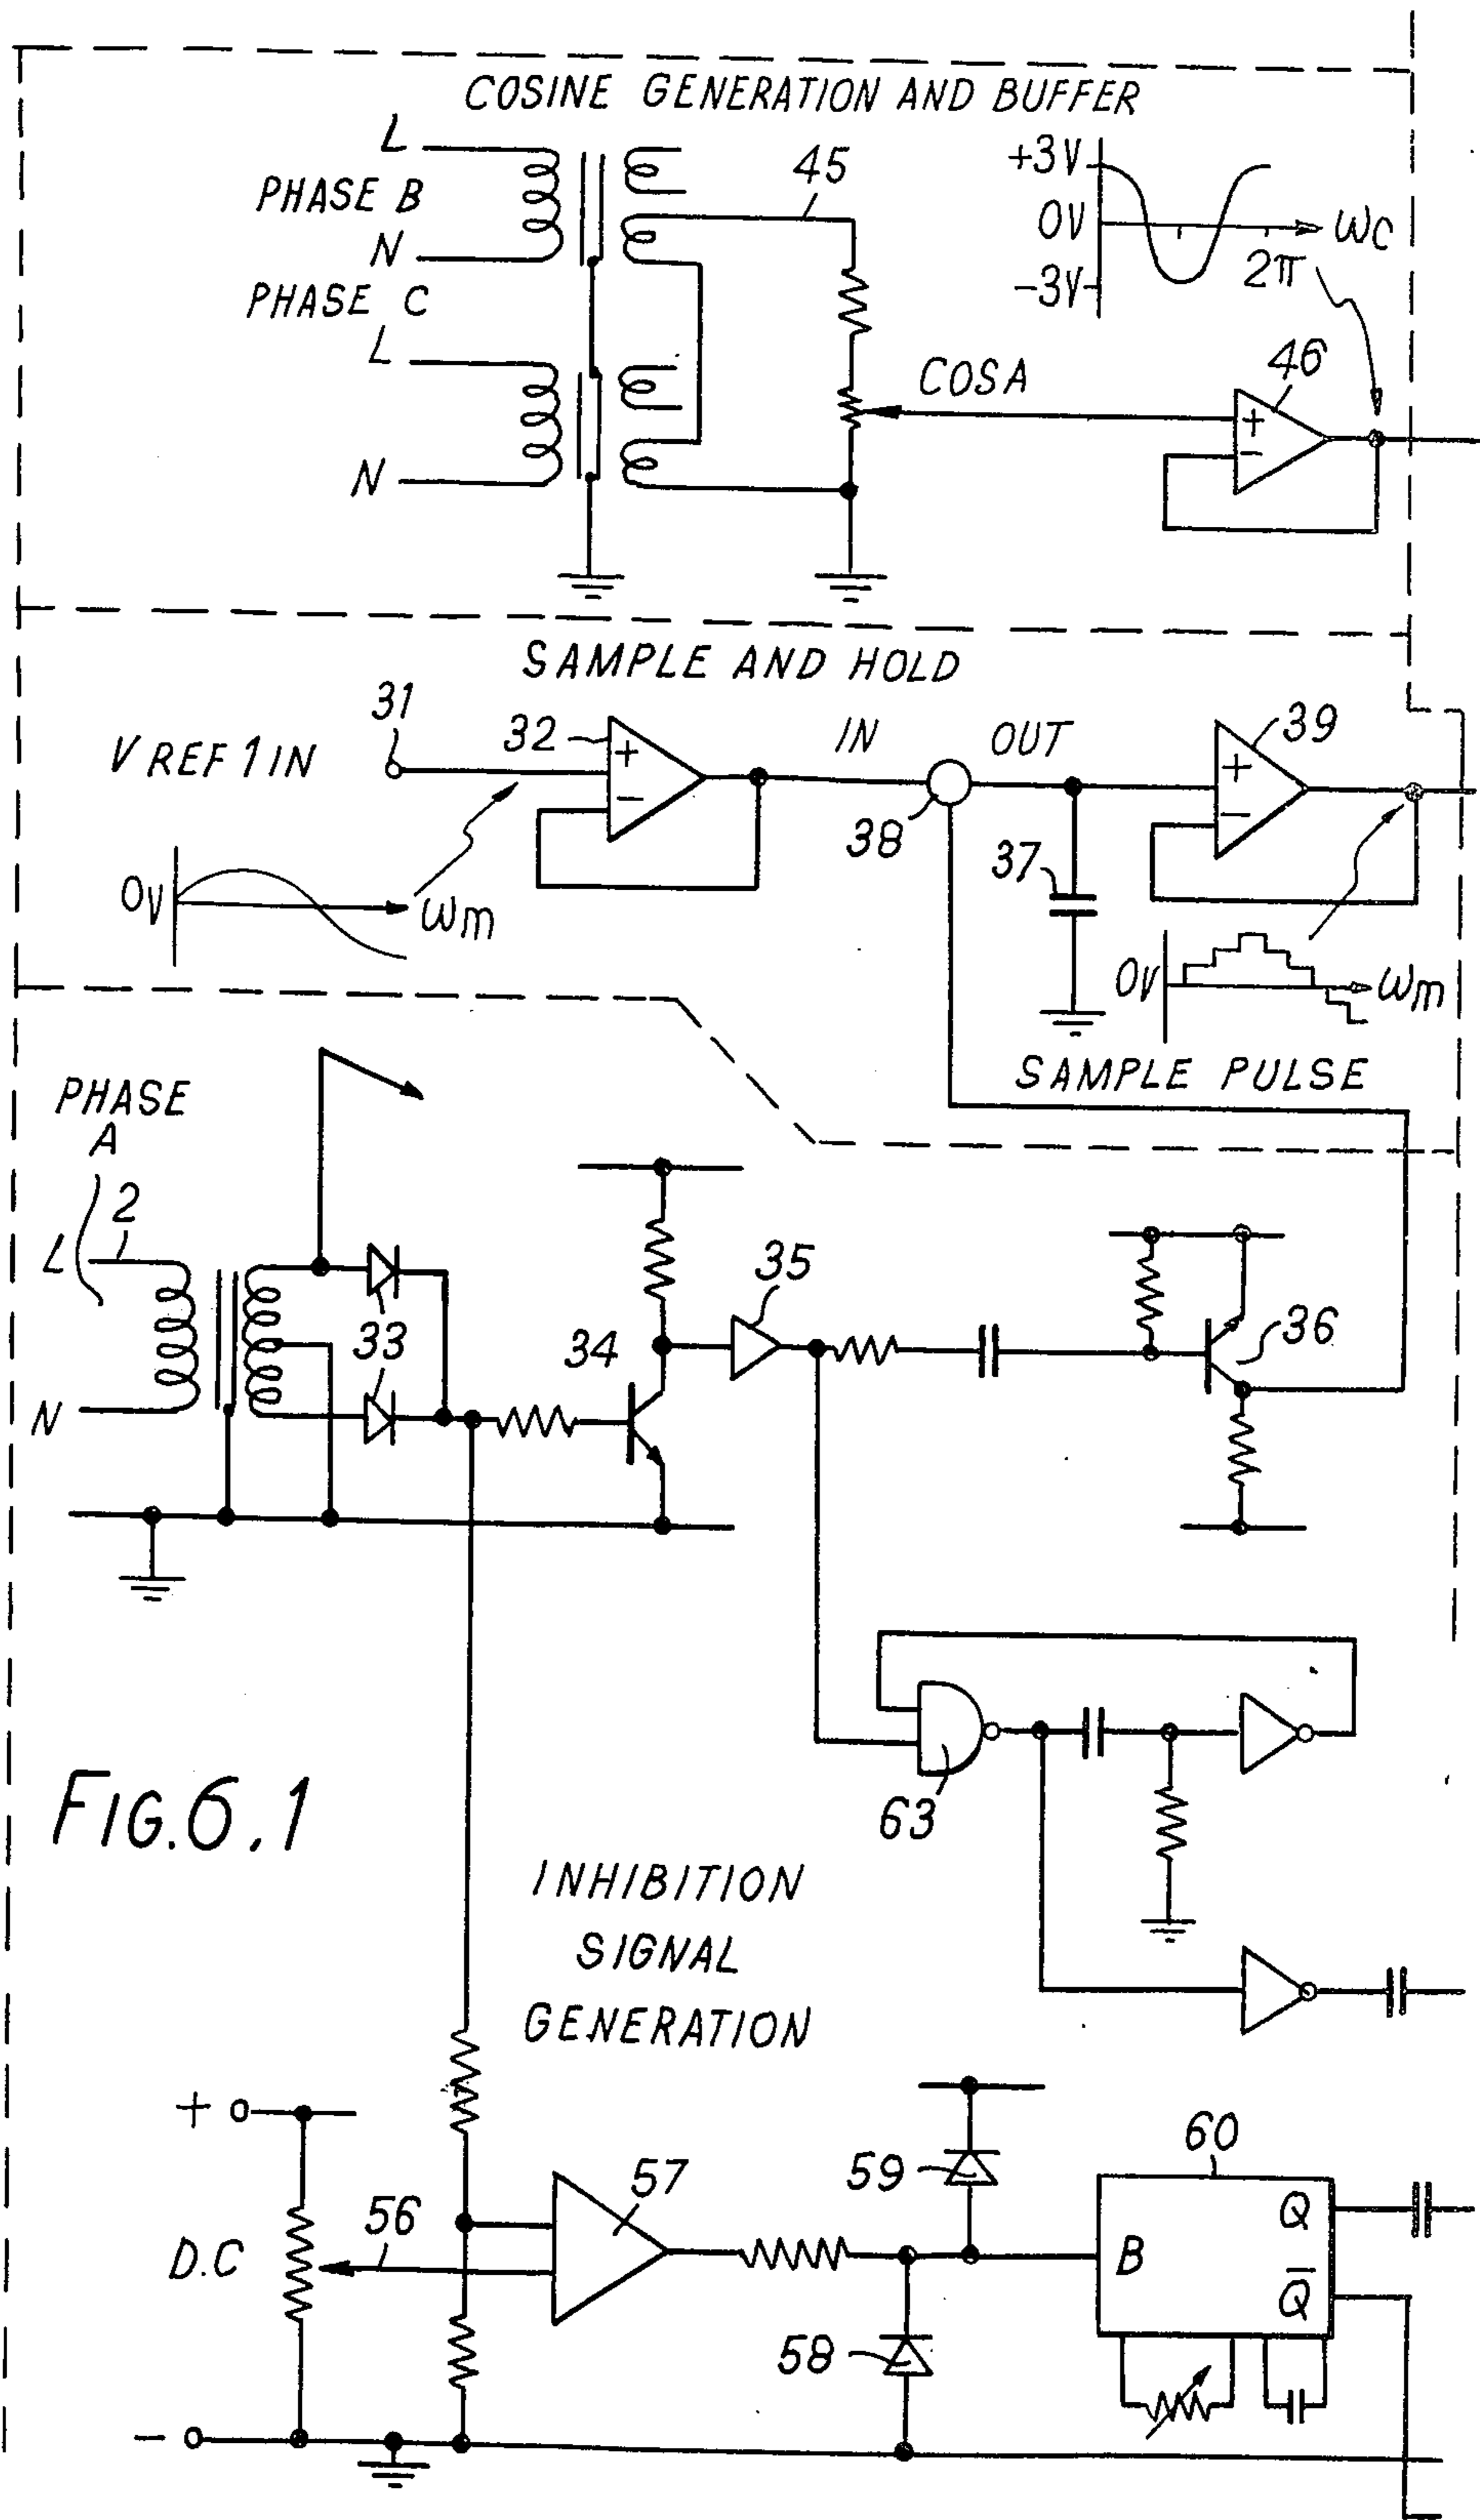 COSINE GENERATION AND BUFFER
L
PHASE B
N
PHASE C
L
N
45
+3V
0V
-3V
ωc
2π
COSA
46
+
-
SAMPLE AND HOLD
31
V REF 1 IN
32
+
-
IN
OUT
38
37
39
+
-
0V
ωm
0V
ωm
SAMPLE PULSE
PHASE
A
2
L
N
33
34
35
36
63
FIG.6.1
INHIBITION
SIGNAL
GENERATION
+
D.C
-
56
57
59
58
60
B
Q
Q̅